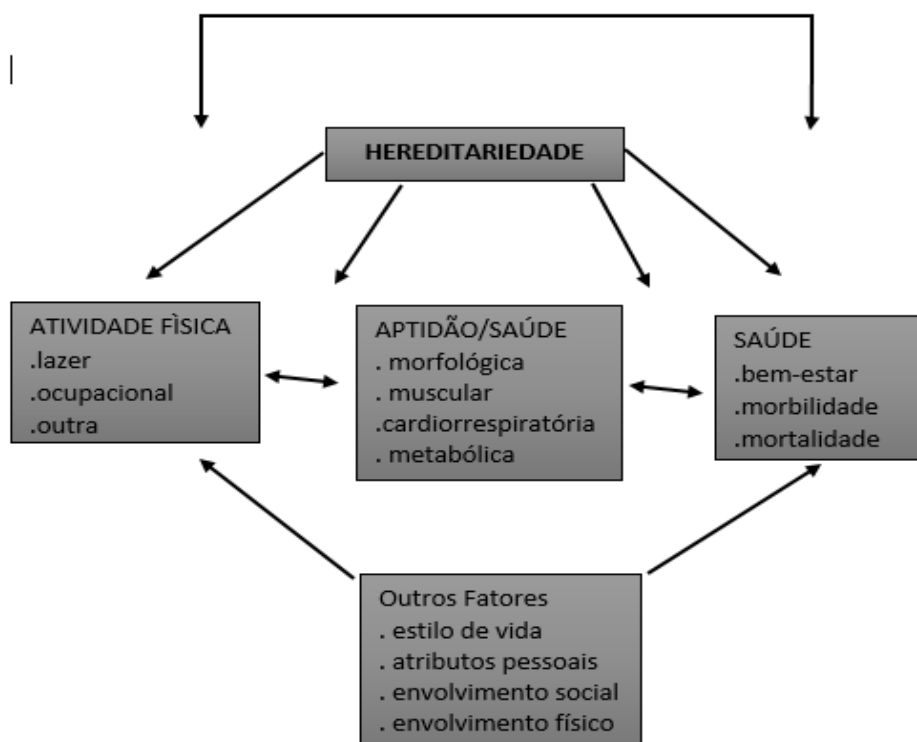 HEREDITARIEDADE
ATIVIDADE FÌSICA
.lazer
.ocupacional
.outra
APTIDÃO/SAÚDE
. morfológica
. muscular
.cardiorrespiratória
. metabólica
SAÚDE
.bem-estar
.morbilidade
.mortalidade
Outros Fatores
. estilo de vida
. atributos pessoais
. envolvimento social
. envolvimento físico